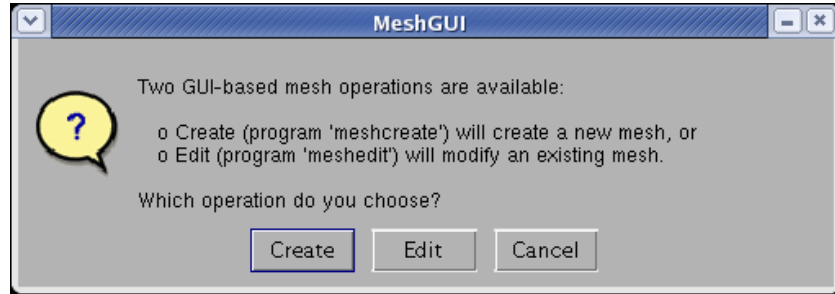 MeshGUI
Two GUI-based mesh operations are available:
?
o Create (program 'meshcreate') will create a new mesh, or
o Edit (program 'meshedit') will modify an existing mesh.
Which operation do you choose?
Create Edit Cancel